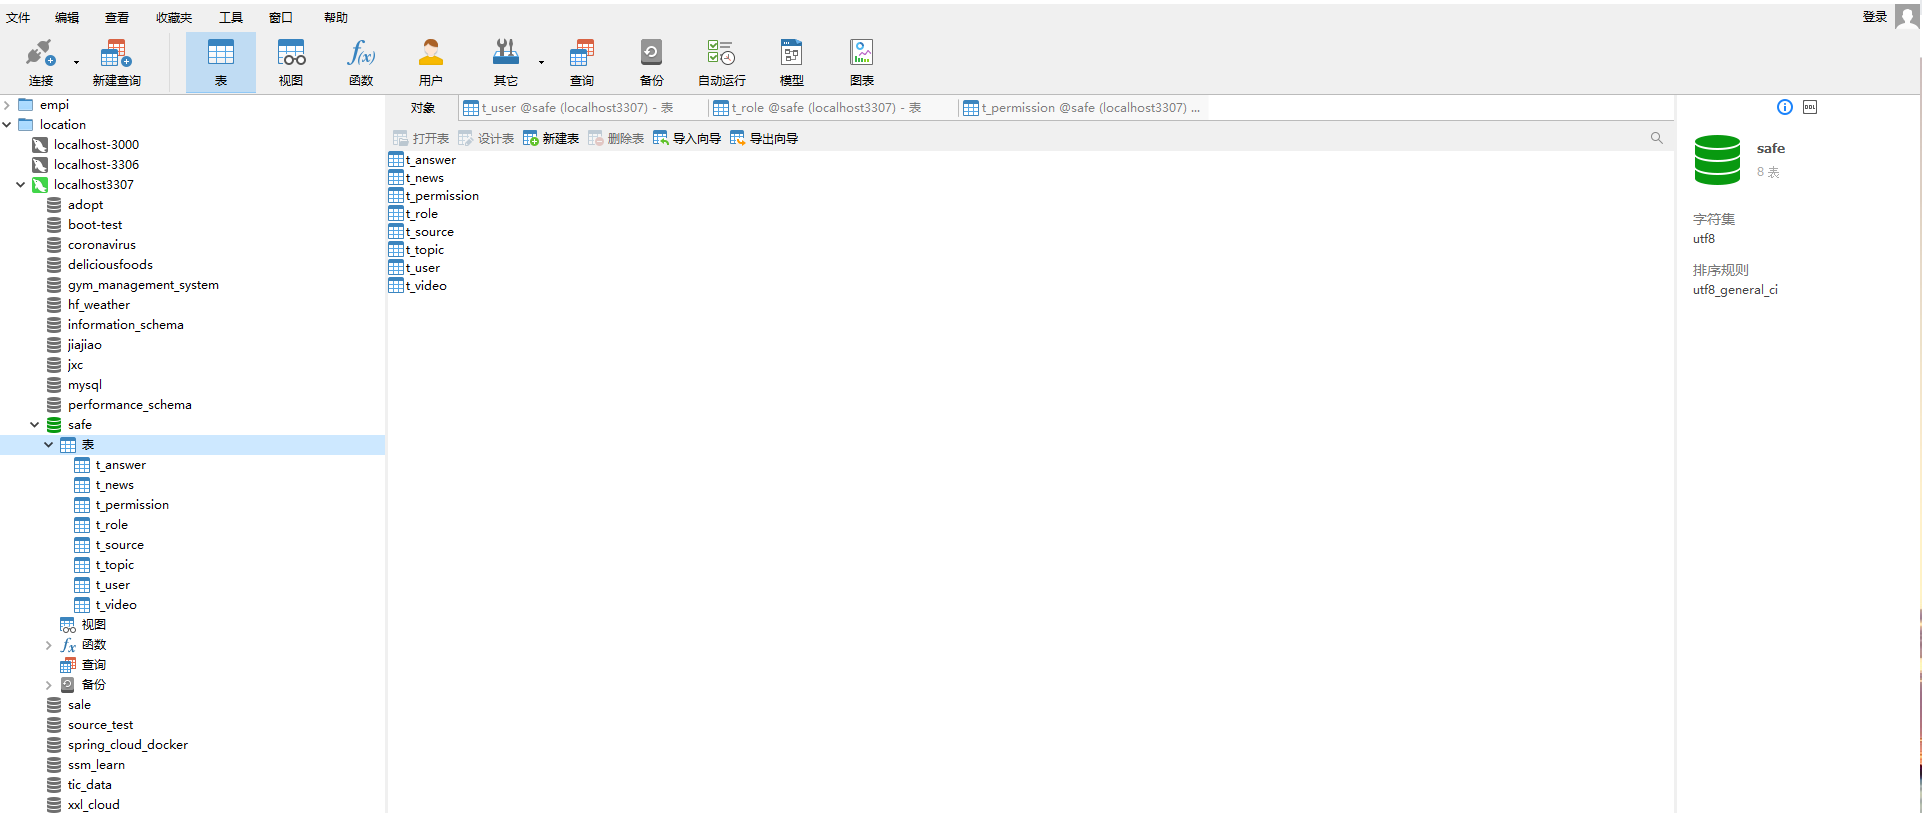 文件 编辑 查看 收藏夹 工具 窗口 帮助 登录
连接 新建查询 表 视图 函数 用户 其它 查询 备份 自动运行 模型 图表
empi
location
localhost-3000
localhost-3306
localhost3307
adopt
boot-test
coronavirus
deliciousfoods
gym_management_system
hf_weather
information_schema
jiajiao
jxc
mysql
performance_schema
safe
表
t_answer
t_news
t_permission
t_role
t_source
t_topic
t_user
t_video
视图
函数
查询
备份
sale
source_test
spring_cloud_docker
ssm_learn
tic_data
xxl_cloud
对象 t_user @safe (localhost3307) - 表 t_role @safe (localhost3307) - 表 t_permission @safe (localhost3307) ...
打开表 设计表 新建表 删除表 导入向导 导出向导
t_answer
t_news
t_permission
t_role
t_source
t_topic
t_user
t_video
DDL
safe
8 表
字符集
utf8
排序规则
utf8_general_ci